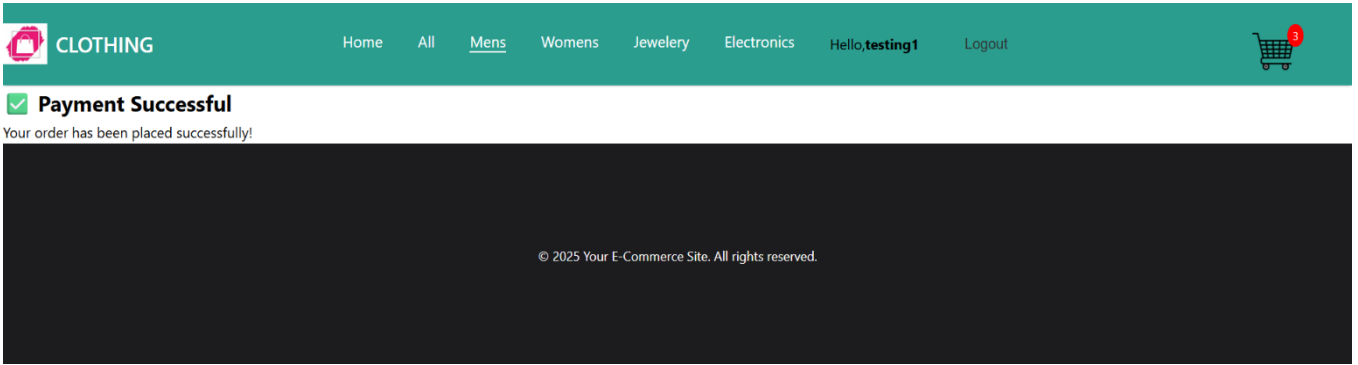 CLOTHING Home All Mens Womens Jewelery Electronics Hello,testing1 Logout 3
✅ Payment Successful
Your order has been placed successfully!
© 2025 Your E-Commerce Site. All rights reserved.